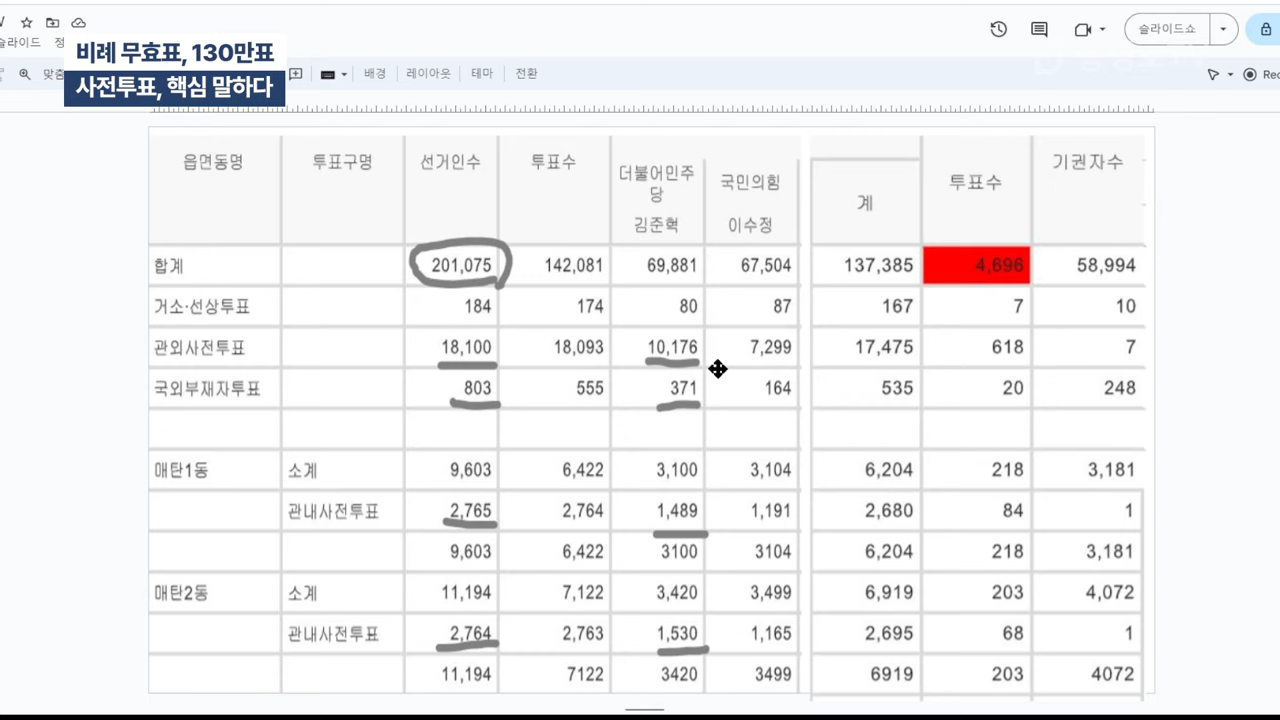 슬라이드
비례 무효표, 130만표
사전투표, 핵심 말하다
슬라이드쇼
배경 레이아웃 테마 전환 Rec
읍면동명 투표구명 선거인수 투표수 더불어민주당 김준혁 국민의힘 이수정 계 투표수 기권자수
합계 201,075 142,081 69,881 67,504 137,385 4,696 58,994
거소·선상투표 184 174 80 87 167 7 10
관외사전투표 18,100 18,093 10,176 7,299 17,475 618 7
국외부재자투표 803 555 371 164 535 20 248
매탄1동 소계 9,603 6,422 3,100 3,104 6,204 218 3,181
관내사전투표 2,765 2,764 1,489 1,191 2,680 84 1
9,603 6,422 3100 3104 6,204 218 3,181
매탄2동 소계 11,194 7,122 3,420 3,499 6,919 203 4,072
관내사전투표 2,764 2,763 1,530 1,165 2,695 68 1
11,194 7122 3420 3499 6919 203 4072